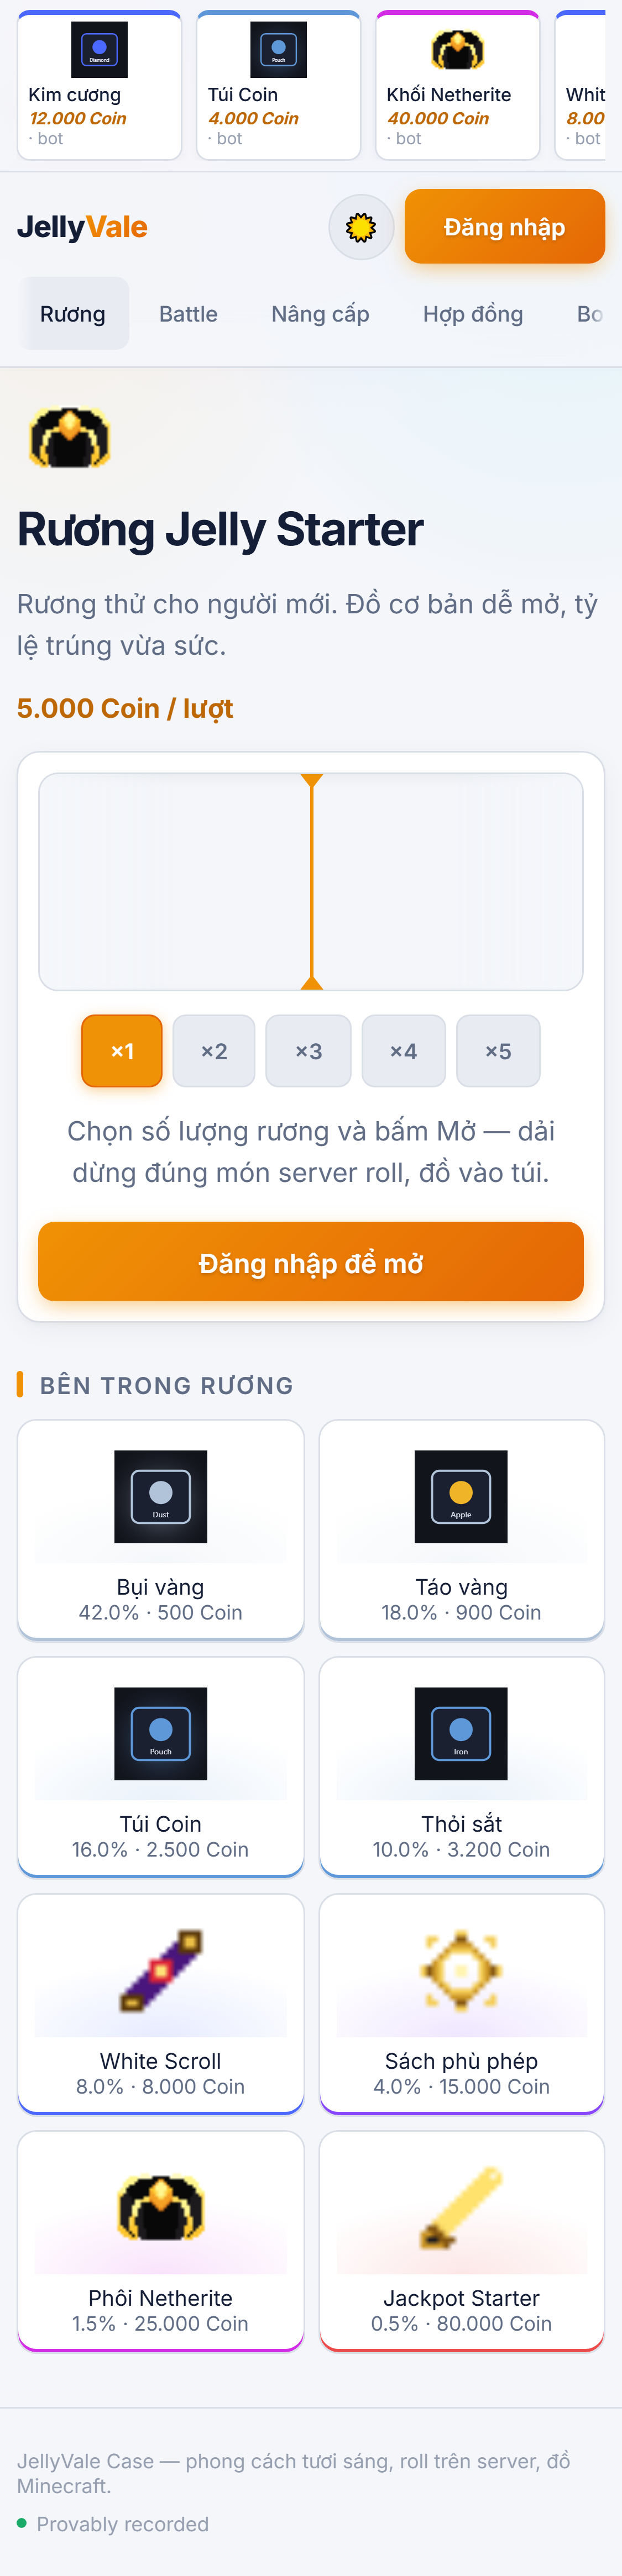 Diamond
Kim cương
12.000 Coin
· bot
Pouch
Túi Coin
4.000 Coin
· bot
Khối Netherite
40.000 Coin
· bot
Whit
8.00
· bot
JellyVale
Đăng nhập
Rương
Battle
Nâng cấp
Hợp đồng
Bo
Rương Jelly Starter
Rương thử cho người mới. Đồ cơ bản dễ mở, tỷ
lệ trúng vừa sức.
5.000 Coin / lượt
×1
×2
×3
×4
×5
Chọn số lượng rương và bấm Mở — dải
dừng đúng món server roll, đồ vào túi.
Đăng nhập để mở
BÊN TRONG RƯƠNG
Dust
Bụi vàng
42.0% · 500 Coin
Apple
Táo vàng
18.0% · 900 Coin
Pouch
Túi Coin
16.0% · 2.500 Coin
Iron
Thỏi sắt
10.0% · 3.200 Coin
White Scroll
8.0% · 8.000 Coin
Sách phù phép
4.0% · 15.000 Coin
Phôi Netherite
1.5% · 25.000 Coin
Jackpot Starter
0.5% · 80.000 Coin
JellyVale Case — phong cách tươi sáng, roll trên server, đồ
Minecraft.
Provably recorded